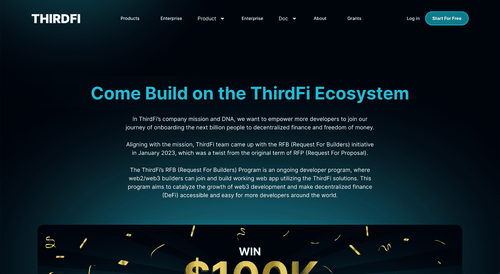 THIRDFI
Products Enterprise Product Enterprise Doc About Grants Log in Start For Free
Come Build on the ThirdFi Ecosystem
In ThirdFi's company mission and DNA, we want to empower more developers to join our
journey of onboarding the next billion people to decentralized finance and freedom of money.
Aligning with the mission, ThirdFi team came up with the RFB (Request For Builders) initiative
in January 2023, which was a twist from the original term of RFP (Request For Proposal).
The ThirdFi's RFB (Request For Builders) Program is an ongoing developer program, where
web2/web3 builders can join and build working web app utilizing the ThirdFi solutions. This
program aims to catalyze the growth of web3 development and make decentralized finance
(DeFi) accessible and easy for more developers around the world.
WIN
$100K